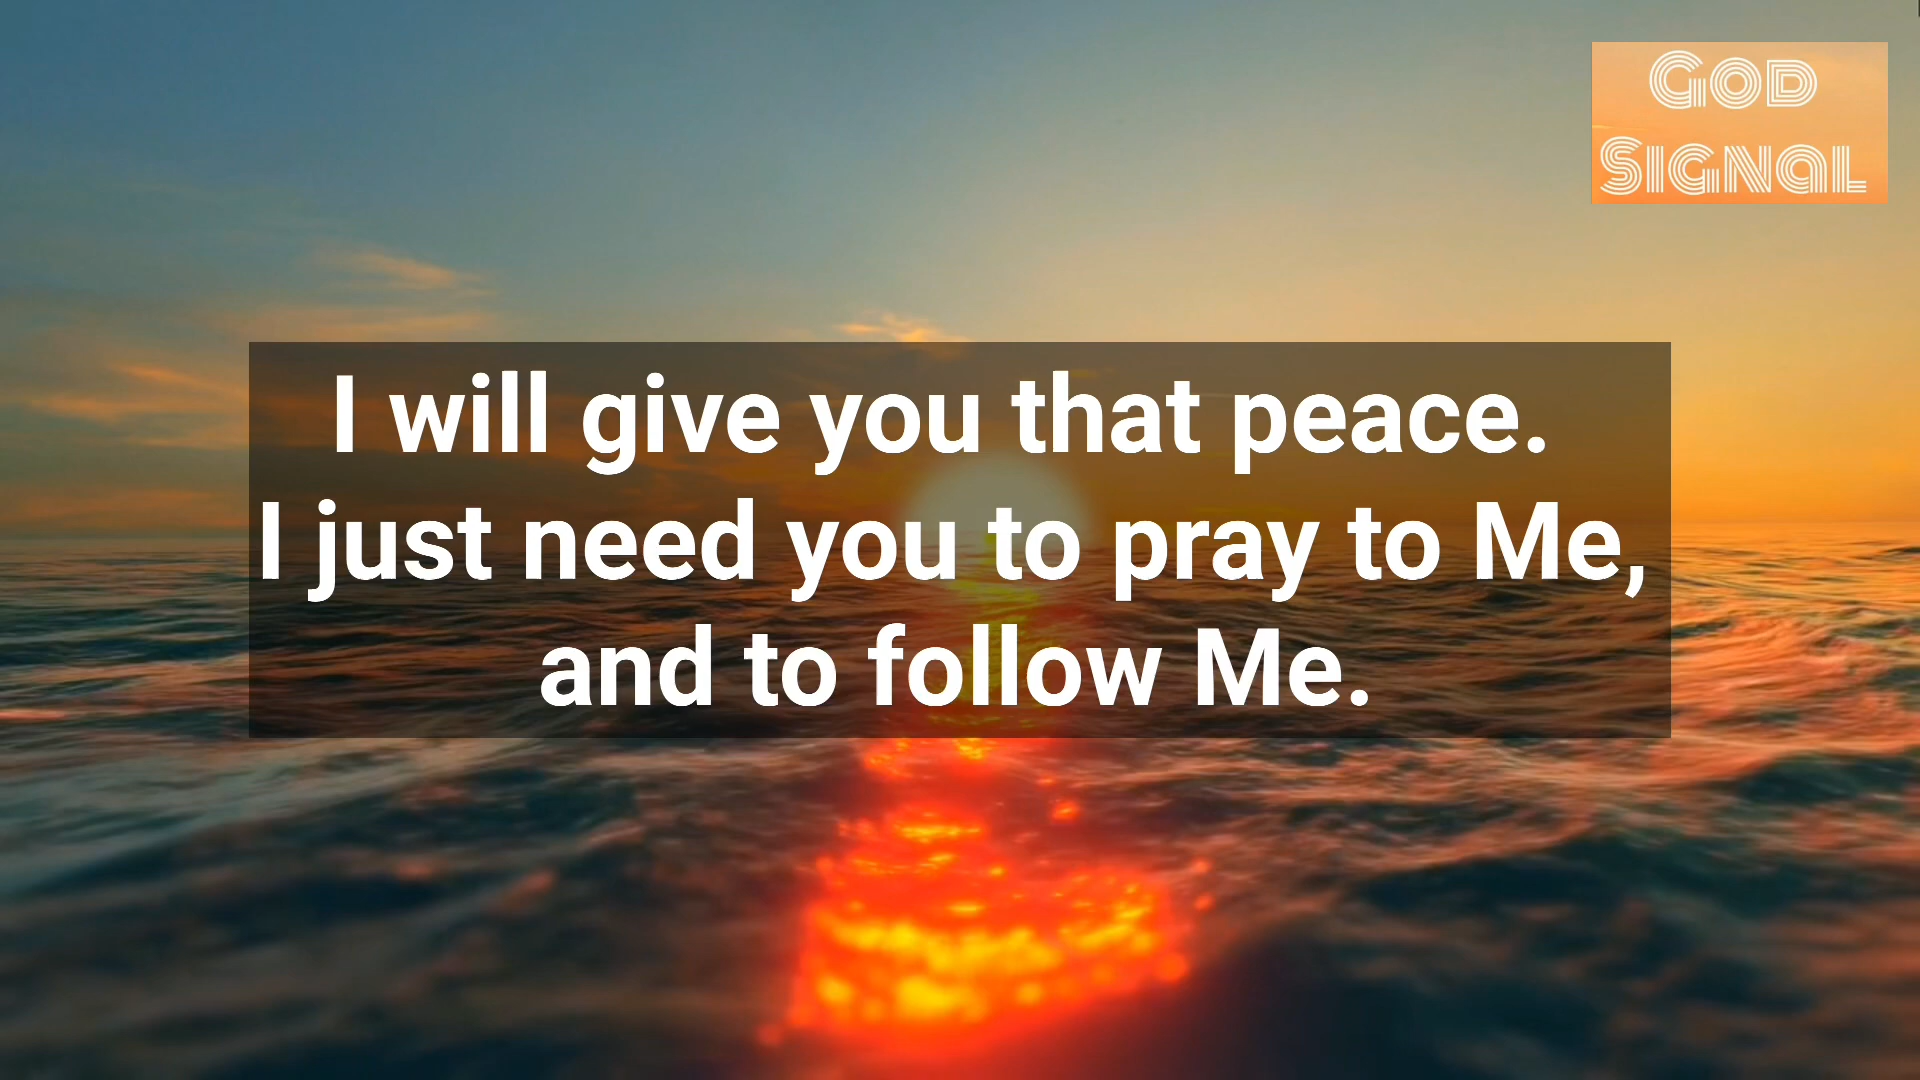 God
Signal
I will give you that peace.
I just need you to pray to Me,
and to follow Me.